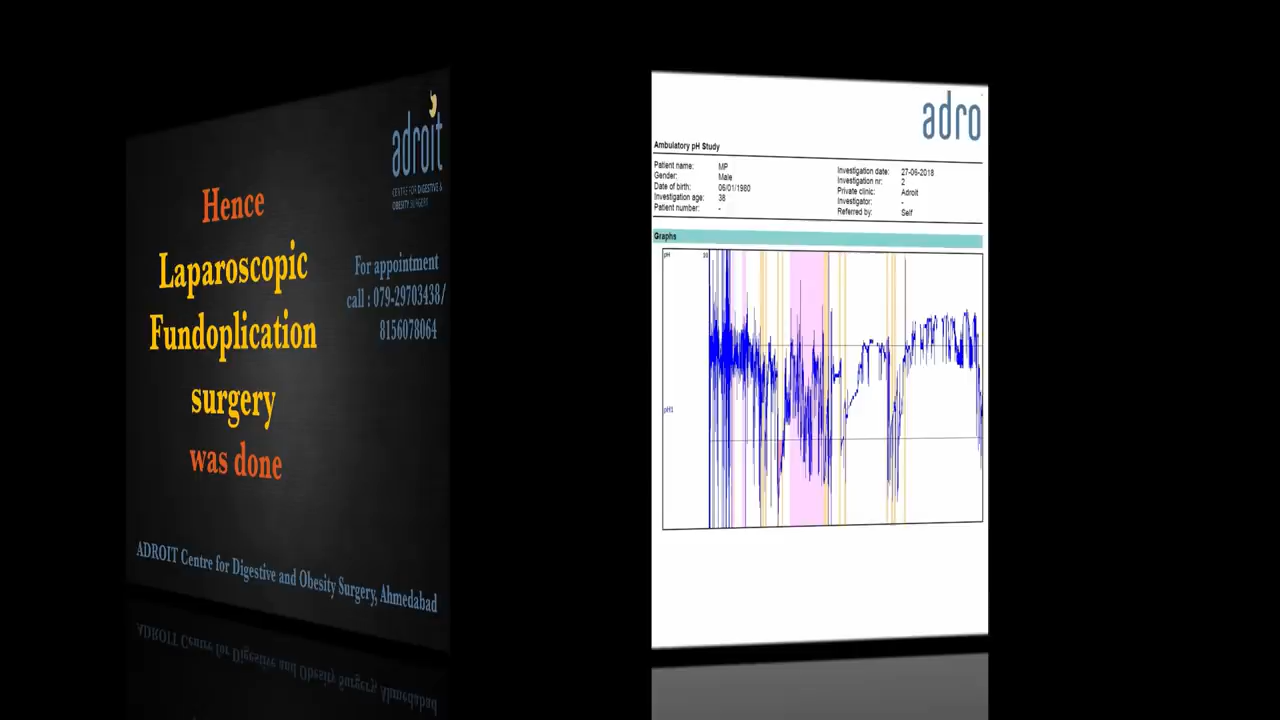 adroit
CENTRE FOR DIGESTIVE &
OBESITY SURGERY
Hence
Laparoscopic
Fundoplication
surgery
was done
For appointment
call : 079-29703438/
8156078064
ADROIT Centre for Digestive and Obesity Surgery, Ahmedabad
adro
Ambulatory pH Study
Patient name: MP
Gender: Male
Date of birth: 06/01/1980
Investigation age: 38
Patient number: -
Investigation date: 27-06-2018
Investigation nr: 2
Private clinic: Adroit
Investigator: -
Referred by: Self
Graphs
pH 10
pH1